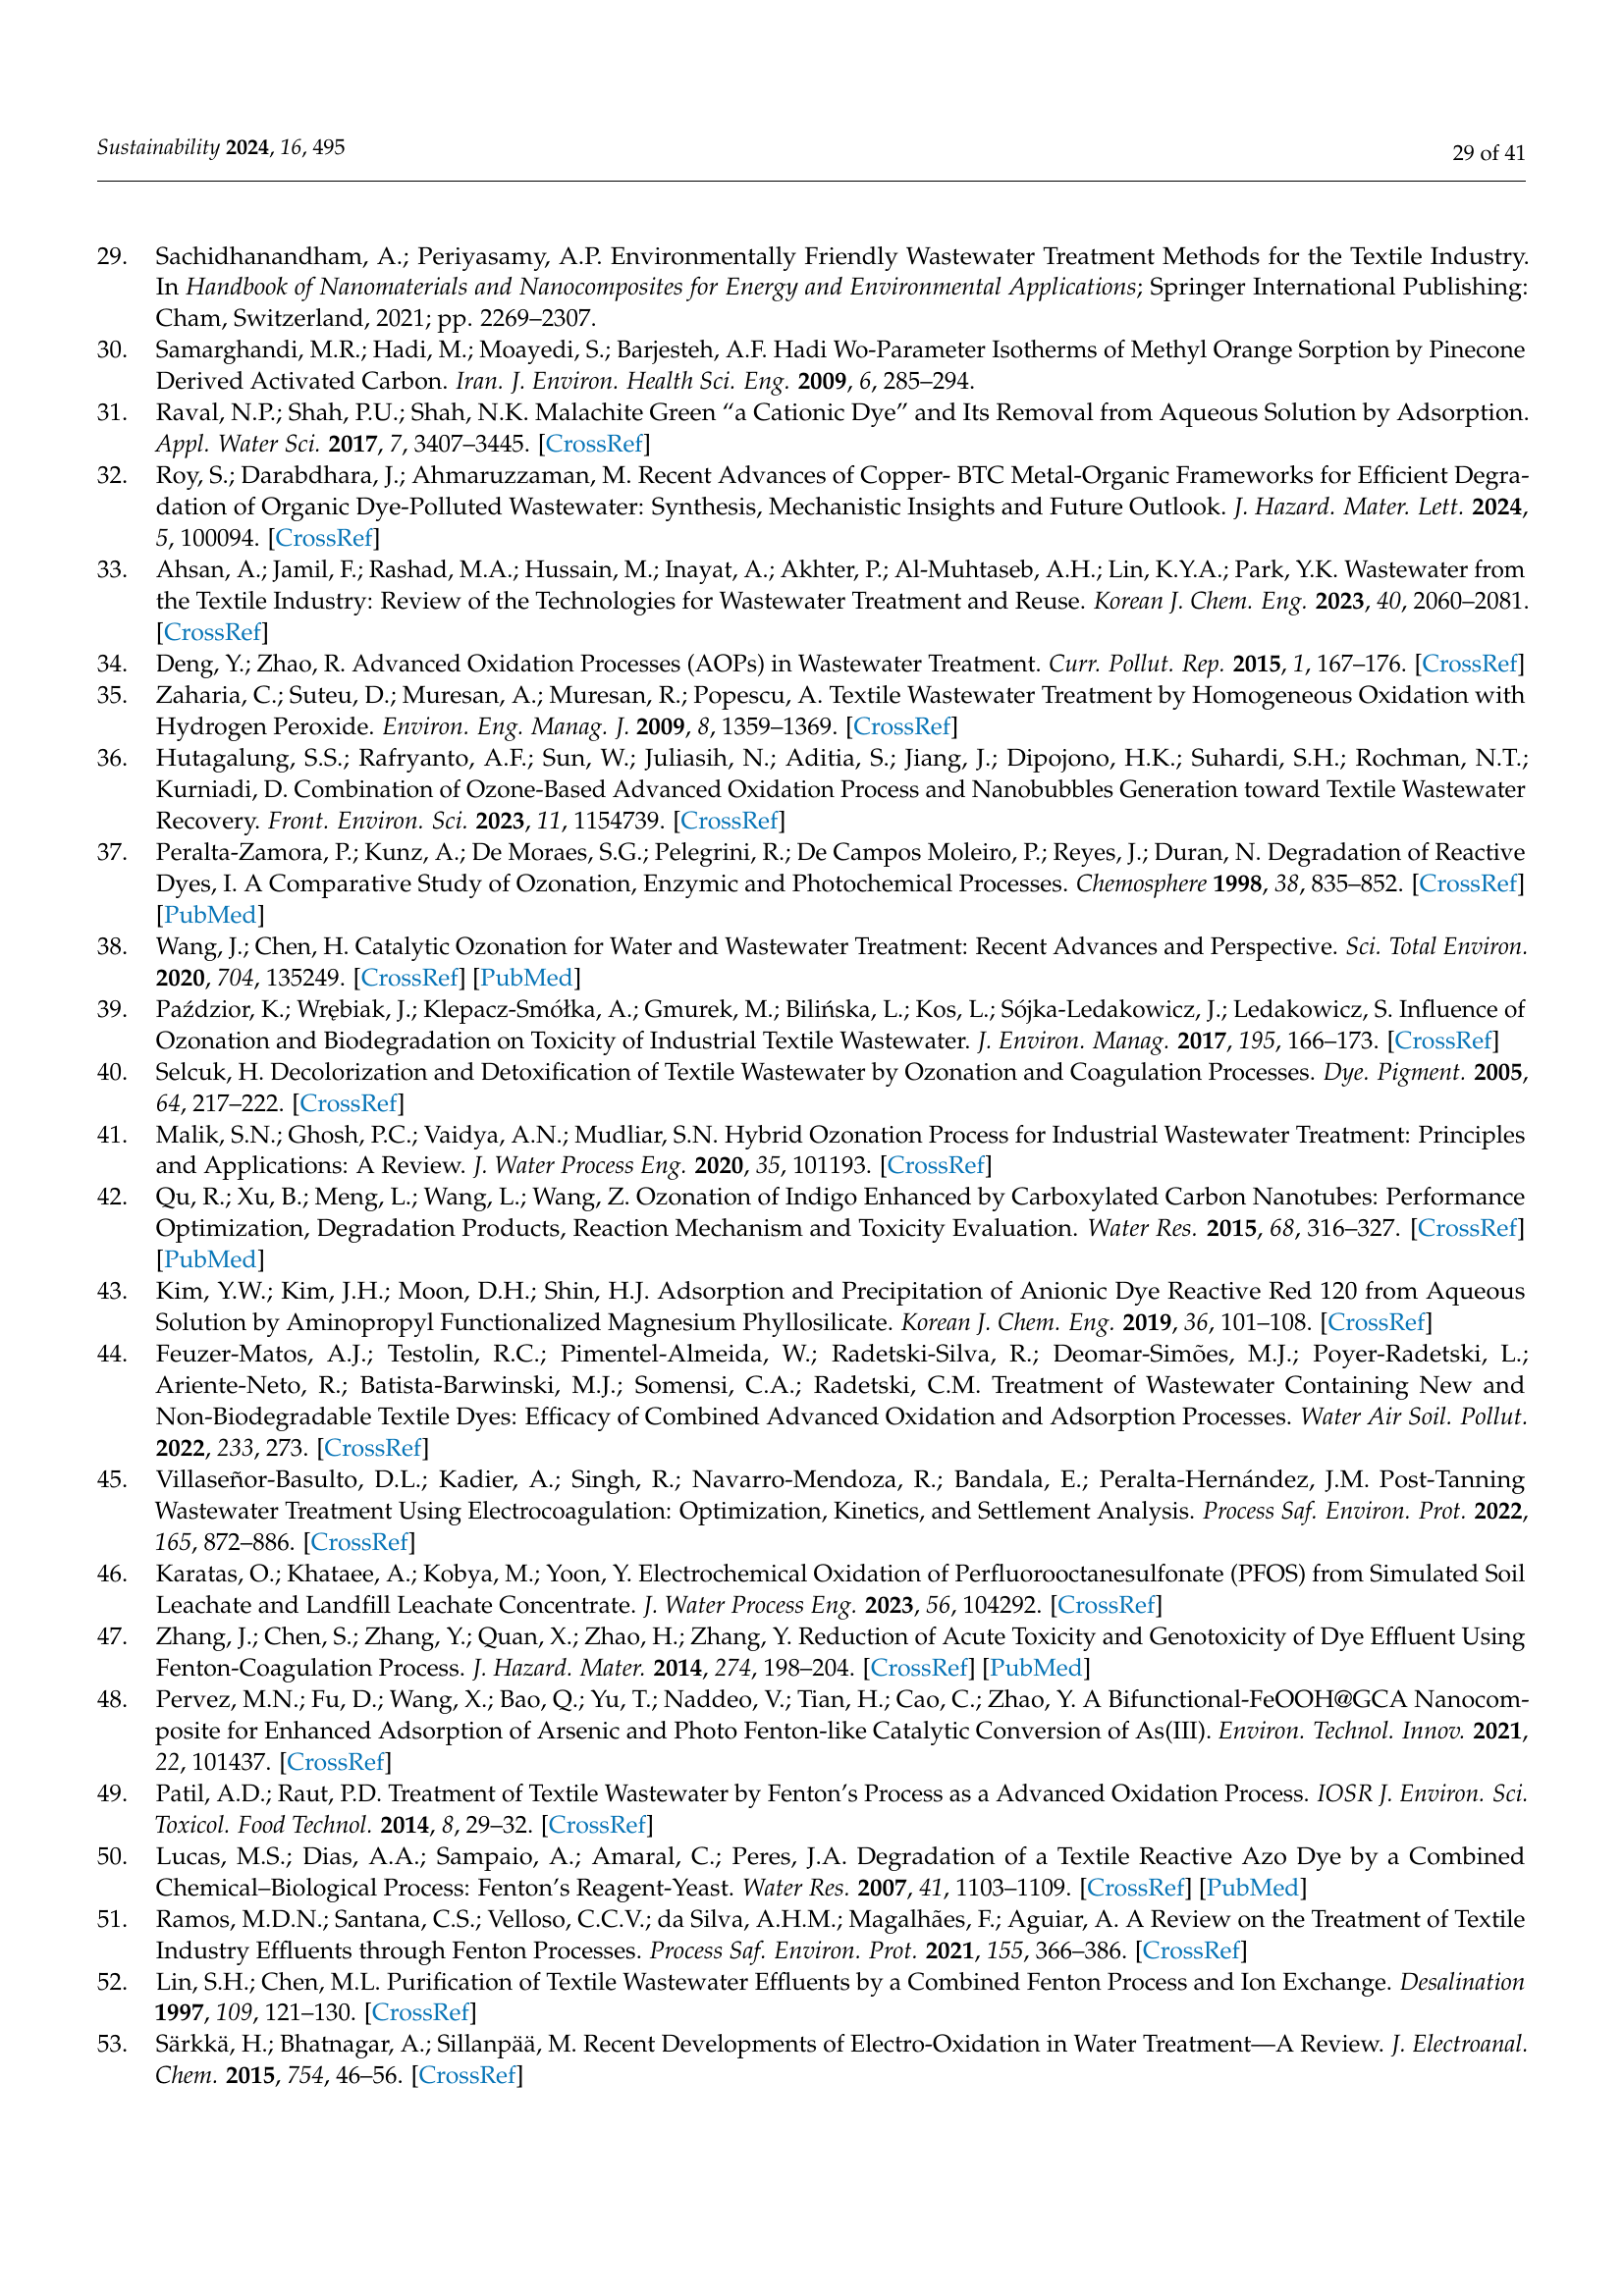 Sustainability 2024, 16, 495
29 of 41
29. Sachidhanandham, A.; Periyasamy, A.P. Environmentally Friendly Wastewater Treatment Methods for the Textile Industry.
In Handbook of Nanomaterials and Nanocomposites for Energy and Environmental Applications; Springer International Publishing:
Cham, Switzerland, 2021; pp. 2269–2307.
30. Samarghandi, M.R.; Hadi, M.; Moayedi, S.; Barjesteh, A.F. Hadi Wo-Parameter Isotherms of Methyl Orange Sorption by Pinecone
Derived Activated Carbon. Iran. J. Environ. Health Sci. Eng. 2009, 6, 285–294.
31. Raval, N.P.; Shah, P.U.; Shah, N.K. Malachite Green “a Cationic Dye” and Its Removal from Aqueous Solution by Adsorption.
Appl. Water Sci. 2017, 7, 3407–3445. [CrossRef]
32. Roy, S.; Darabdhara, J.; Ahmaruzzaman, M. Recent Advances of Copper- BTC Metal-Organic Frameworks for Efficient Degra-
dation of Organic Dye-Polluted Wastewater: Synthesis, Mechanistic Insights and Future Outlook. J. Hazard. Mater. Lett. 2024,
5, 100094. [CrossRef]
33. Ahsan, A.; Jamil, F.; Rashad, M.A.; Hussain, M.; Inayat, A.; Akhter, P.; Al-Muhtaseb, A.H.; Lin, K.Y.A.; Park, Y.K. Wastewater from
the Textile Industry: Review of the Technologies for Wastewater Treatment and Reuse. Korean J. Chem. Eng. 2023, 40, 2060–2081.
[CrossRef]
34. Deng, Y.; Zhao, R. Advanced Oxidation Processes (AOPs) in Wastewater Treatment. Curr. Pollut. Rep. 2015, 1, 167–176. [CrossRef]
35. Zaharia, C.; Suteu, D.; Muresan, A.; Muresan, R.; Popescu, A. Textile Wastewater Treatment by Homogeneous Oxidation with
Hydrogen Peroxide. Environ. Eng. Manag. J. 2009, 8, 1359–1369. [CrossRef]
36. Hutagalung, S.S.; Rafryanto, A.F.; Sun, W.; Juliasih, N.; Aditia, S.; Jiang, J.; Dipojono, H.K.; Suhardi, S.H.; Rochman, N.T.;
Kurniadi, D. Combination of Ozone-Based Advanced Oxidation Process and Nanobubbles Generation toward Textile Wastewater
Recovery. Front. Environ. Sci. 2023, 11, 1154739. [CrossRef]
37. Peralta-Zamora, P.; Kunz, A.; De Moraes, S.G.; Pelegrini, R.; De Campos Moleiro, P.; Reyes, J.; Duran, N. Degradation of Reactive
Dyes, I. A Comparative Study of Ozonation, Enzymic and Photochemical Processes. Chemosphere 1998, 38, 835–852. [CrossRef]
[PubMed]
38. Wang, J.; Chen, H. Catalytic Ozonation for Water and Wastewater Treatment: Recent Advances and Perspective. Sci. Total Environ.
2020, 704, 135249. [CrossRef] [PubMed]
39. Paździor, K.; Wrębiak, J.; Klepacz-Smółka, A.; Gmurek, M.; Bilińska, L.; Kos, L.; Sójka-Ledakowicz, J.; Ledakowicz, S. Influence of
Ozonation and Biodegradation on Toxicity of Industrial Textile Wastewater. J. Environ. Manag. 2017, 195, 166–173. [CrossRef]
40. Selcuk, H. Decolorization and Detoxification of Textile Wastewater by Ozonation and Coagulation Processes. Dye. Pigment. 2005,
64, 217–222. [CrossRef]
41. Malik, S.N.; Ghosh, P.C.; Vaidya, A.N.; Mudliar, S.N. Hybrid Ozonation Process for Industrial Wastewater Treatment: Principles
and Applications: A Review. J. Water Process Eng. 2020, 35, 101193. [CrossRef]
42. Qu, R.; Xu, B.; Meng, L.; Wang, L.; Wang, Z. Ozonation of Indigo Enhanced by Carboxylated Carbon Nanotubes: Performance
Optimization, Degradation Products, Reaction Mechanism and Toxicity Evaluation. Water Res. 2015, 68, 316–327. [CrossRef]
[PubMed]
43. Kim, Y.W.; Kim, J.H.; Moon, D.H.; Shin, H.J. Adsorption and Precipitation of Anionic Dye Reactive Red 120 from Aqueous
Solution by Aminopropyl Functionalized Magnesium Phyllosilicate. Korean J. Chem. Eng. 2019, 36, 101–108. [CrossRef]
44. Feuzer-Matos, A.J.; Testolin, R.C.; Pimentel-Almeida, W.; Radetski-Silva, R.; Deomar-Simões, M.J.; Poyer-Radetski, L.;
Ariente-Neto, R.; Batista-Barwinski, M.J.; Somensi, C.A.; Radetski, C.M. Treatment of Wastewater Containing New and
Non-Biodegradable Textile Dyes: Efficacy of Combined Advanced Oxidation and Adsorption Processes. Water Air Soil. Pollut.
2022, 233, 273. [CrossRef]
45. Villaseñor-Basulto, D.L.; Kadier, A.; Singh, R.; Navarro-Mendoza, R.; Bandala, E.; Peralta-Hernández, J.M. Post-Tanning
Wastewater Treatment Using Electrocoagulation: Optimization, Kinetics, and Settlement Analysis. Process Saf. Environ. Prot. 2022,
165, 872–886. [CrossRef]
46. Karatas, O.; Khataee, A.; Kobya, M.; Yoon, Y. Electrochemical Oxidation of Perfluorooctanesulfonate (PFOS) from Simulated Soil
Leachate and Landfill Leachate Concentrate. J. Water Process Eng. 2023, 56, 104292. [CrossRef]
47. Zhang, J.; Chen, S.; Zhang, Y.; Quan, X.; Zhao, H.; Zhang, Y. Reduction of Acute Toxicity and Genotoxicity of Dye Effluent Using
Fenton-Coagulation Process. J. Hazard. Mater. 2014, 274, 198–204. [CrossRef] [PubMed]
48. Pervez, M.N.; Fu, D.; Wang, X.; Bao, Q.; Yu, T.; Naddeo, V.; Tian, H.; Cao, C.; Zhao, Y. A Bifunctional-FeOOH@GCA Nanocom-
posite for Enhanced Adsorption of Arsenic and Photo Fenton-like Catalytic Conversion of As(III). Environ. Technol. Innov. 2021,
22, 101437. [CrossRef]
49. Patil, A.D.; Raut, P.D. Treatment of Textile Wastewater by Fenton’s Process as a Advanced Oxidation Process. IOSR J. Environ. Sci.
Toxicol. Food Technol. 2014, 8, 29–32. [CrossRef]
50. Lucas, M.S.; Dias, A.A.; Sampaio, A.; Amaral, C.; Peres, J.A. Degradation of a Textile Reactive Azo Dye by a Combined
Chemical–Biological Process: Fenton’s Reagent-Yeast. Water Res. 2007, 41, 1103–1109. [CrossRef] [PubMed]
51. Ramos, M.D.N.; Santana, C.S.; Velloso, C.C.V.; da Silva, A.H.M.; Magalhães, F.; Aguiar, A. A Review on the Treatment of Textile
Industry Effluents through Fenton Processes. Process Saf. Environ. Prot. 2021, 155, 366–386. [CrossRef]
52. Lin, S.H.; Chen, M.L. Purification of Textile Wastewater Effluents by a Combined Fenton Process and Ion Exchange. Desalination
1997, 109, 121–130. [CrossRef]
53. Särkkä, H.; Bhatnagar, A.; Sillanpää, M. Recent Developments of Electro-Oxidation in Water Treatment—A Review. J. Electroanal.
Chem. 2015, 754, 46–56. [CrossRef]